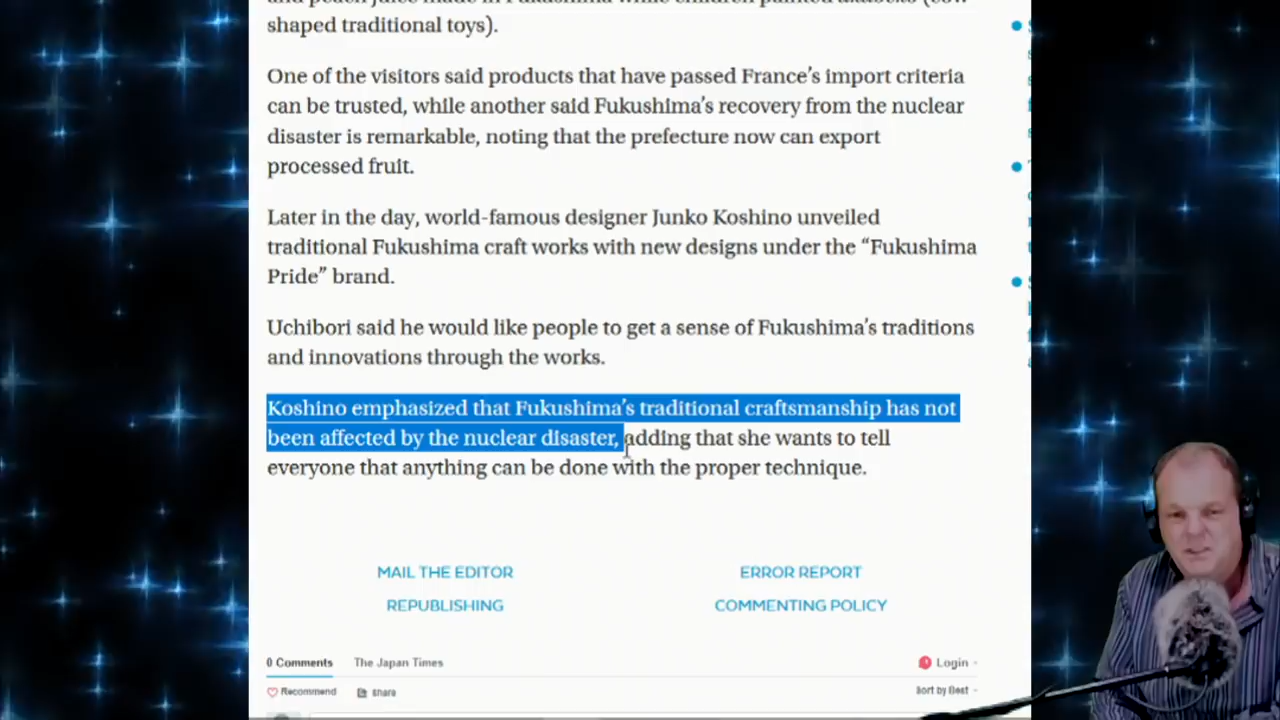 shaped traditional toys).
One of the visitors said products that have passed France’s import criteria
can be trusted, while another said Fukushima’s recovery from the nuclear
disaster is remarkable, noting that the prefecture now can export
processed fruit.
Later in the day, world-famous designer Junko Koshino unveiled
traditional Fukushima craft works with new designs under the “Fukushima
Pride” brand.
Uchibori said he would like people to get a sense of Fukushima’s traditions
and innovations through the works.
Koshino emphasized that Fukushima’s traditional craftsmanship has not
been affected by the nuclear disaster, adding that she wants to tell
everyone that anything can be done with the proper technique.
MAIL THE EDITOR
ERROR REPORT
REPUBLISHING
COMMENTING POLICY
0 Comments The Japan Times
Login
Recommend Share
Sort by Best